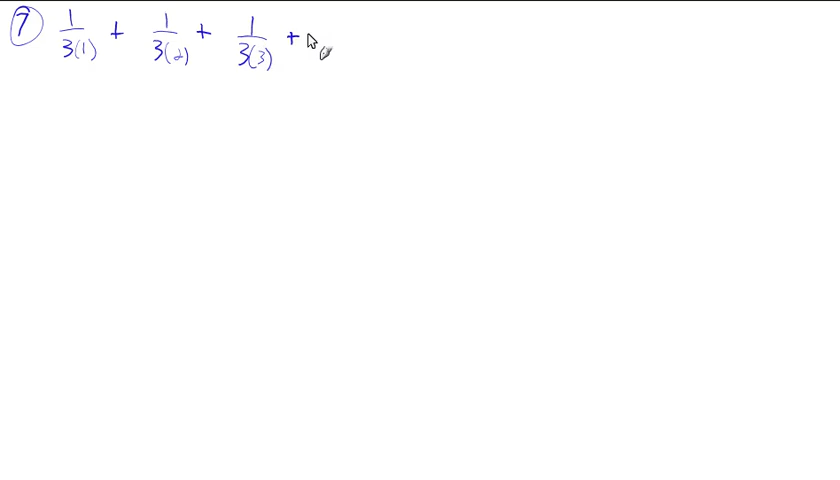 ⑦ 1/3(1) + 1/3(2) + 1/3(3) +